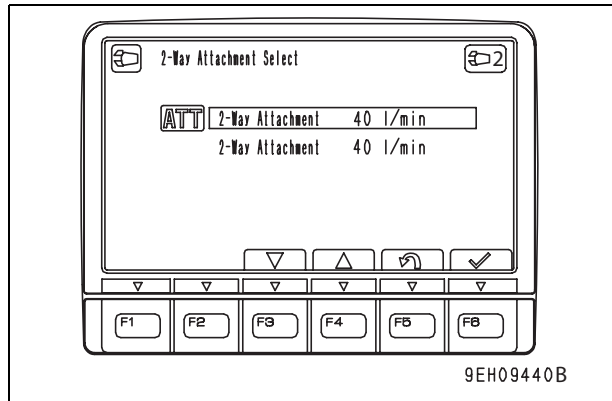 2-Way Attachment Select
2
ATT 2-Way Attachment 40 l/min
2-Way Attachment 40 l/min
F1 F2 F3 F4 F5 F6
9EH09440B